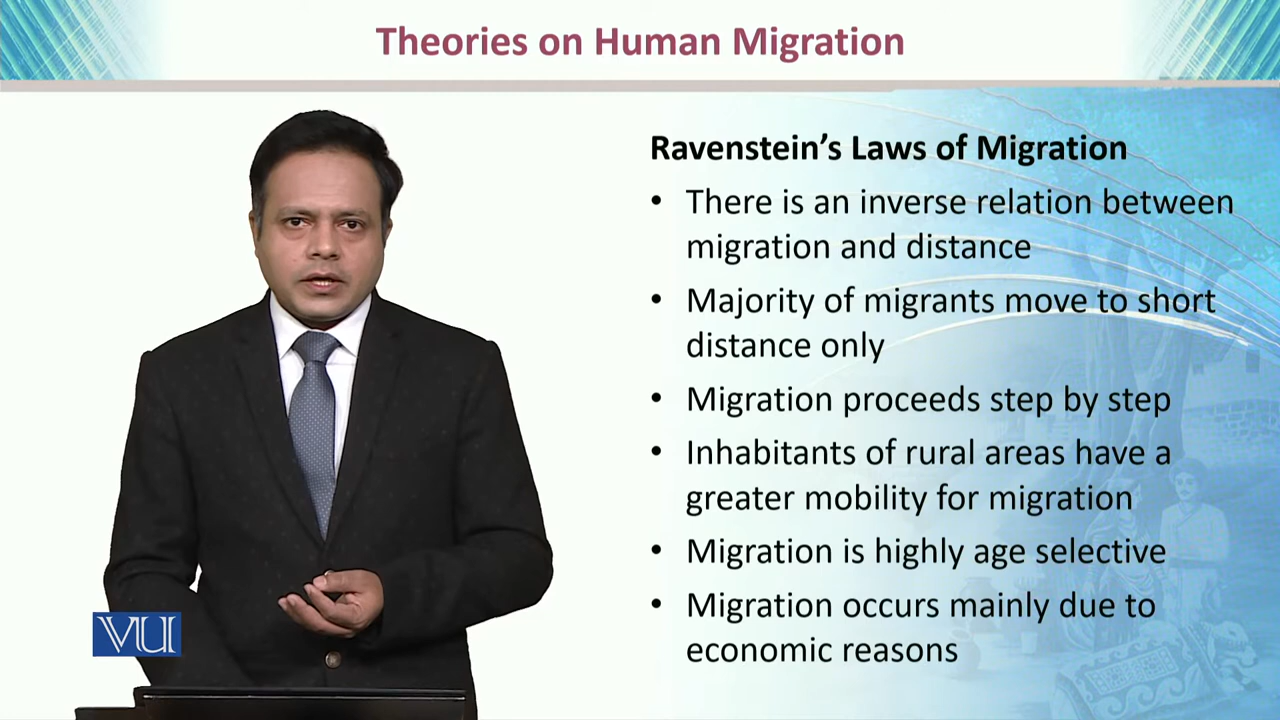 Theories on Human Migration
Ravenstein’s Laws of Migration
• There is an inverse relation between
migration and distance
• Majority of migrants move to short
distance only
• Migration proceeds step by step
• Inhabitants of rural areas have a
greater mobility for migration
• Migration is highly age selective
• Migration occurs mainly due to
economic reasons
VU